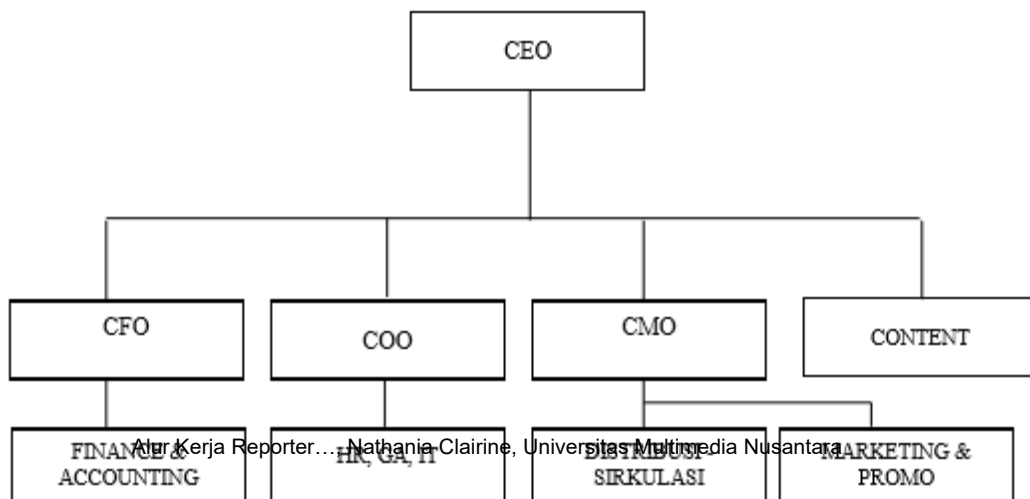 CEO
CFO
COO
CMO
CONTENT
FINANCE &
ACCOUNTING
HR, GA, IT
DISTRIBUSI-
SIRKULASI
MARKETING &
PROMO
Alur Kerja Reporter…, Nathania Clairine, Universitas Multimedia Nusantara